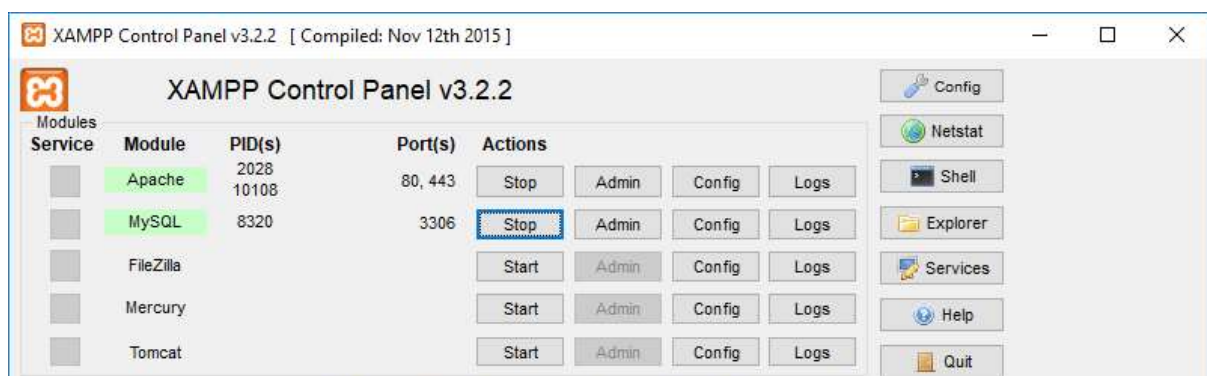 XAMPP Control Panel v3.2.2 [ Compiled: Nov 12th 2015 ]
XAMPP Control Panel v3.2.2
Config
Modules
Netstat
Service Module PID(s) Port(s) Actions
Apache 2028 10108 80, 443 Stop Admin Config Logs
Shell
MySQL 8320 3306 Stop Admin Config Logs
Explorer
FileZilla Start Admin Config Logs
Services
Mercury Start Admin Config Logs
Help
Tomcat Start Admin Config Logs
Quit